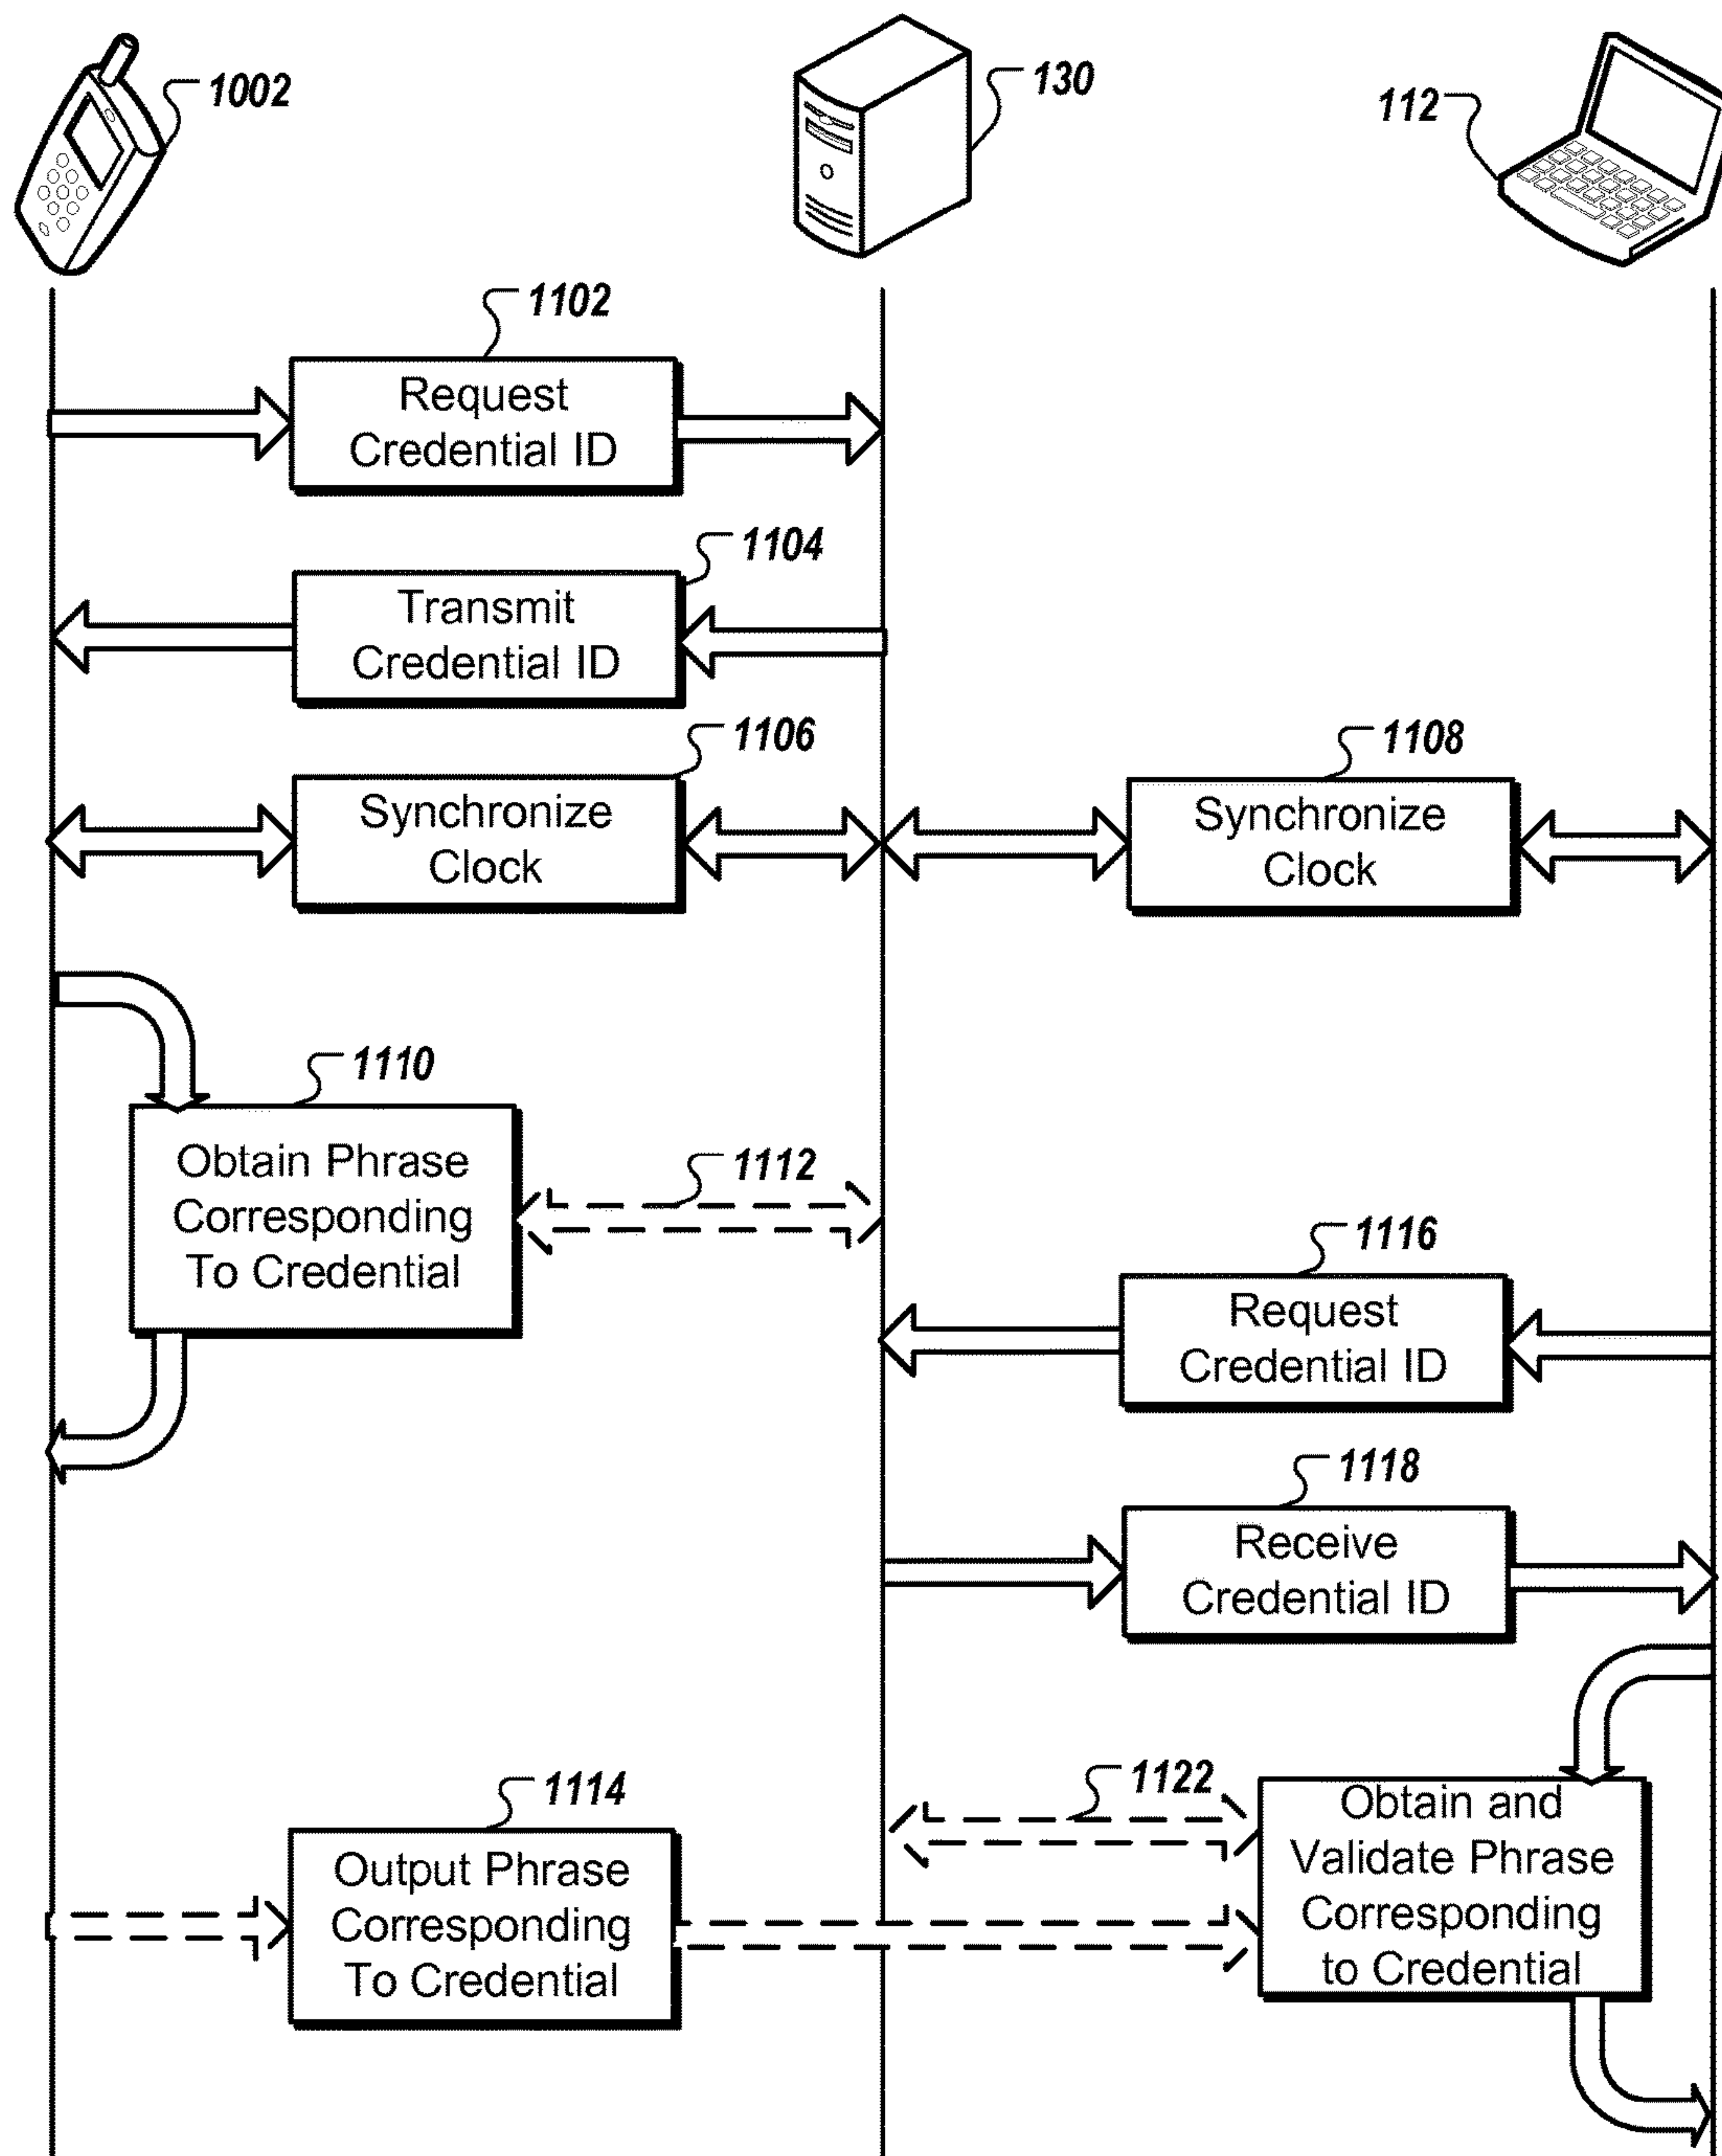 1002
130
112
1102
Request
Credential ID
1104
Transmit
Credential ID
1106
Synchronize
Clock
1108
Synchronize
Clock
1110
Obtain Phrase
Corresponding
To Credential
1112
1116
Request
Credential ID
1118
Receive
Credential ID
1114
Output Phrase
Corresponding
To Credential
1122
Obtain and
Validate Phrase
Corresponding
to Credential